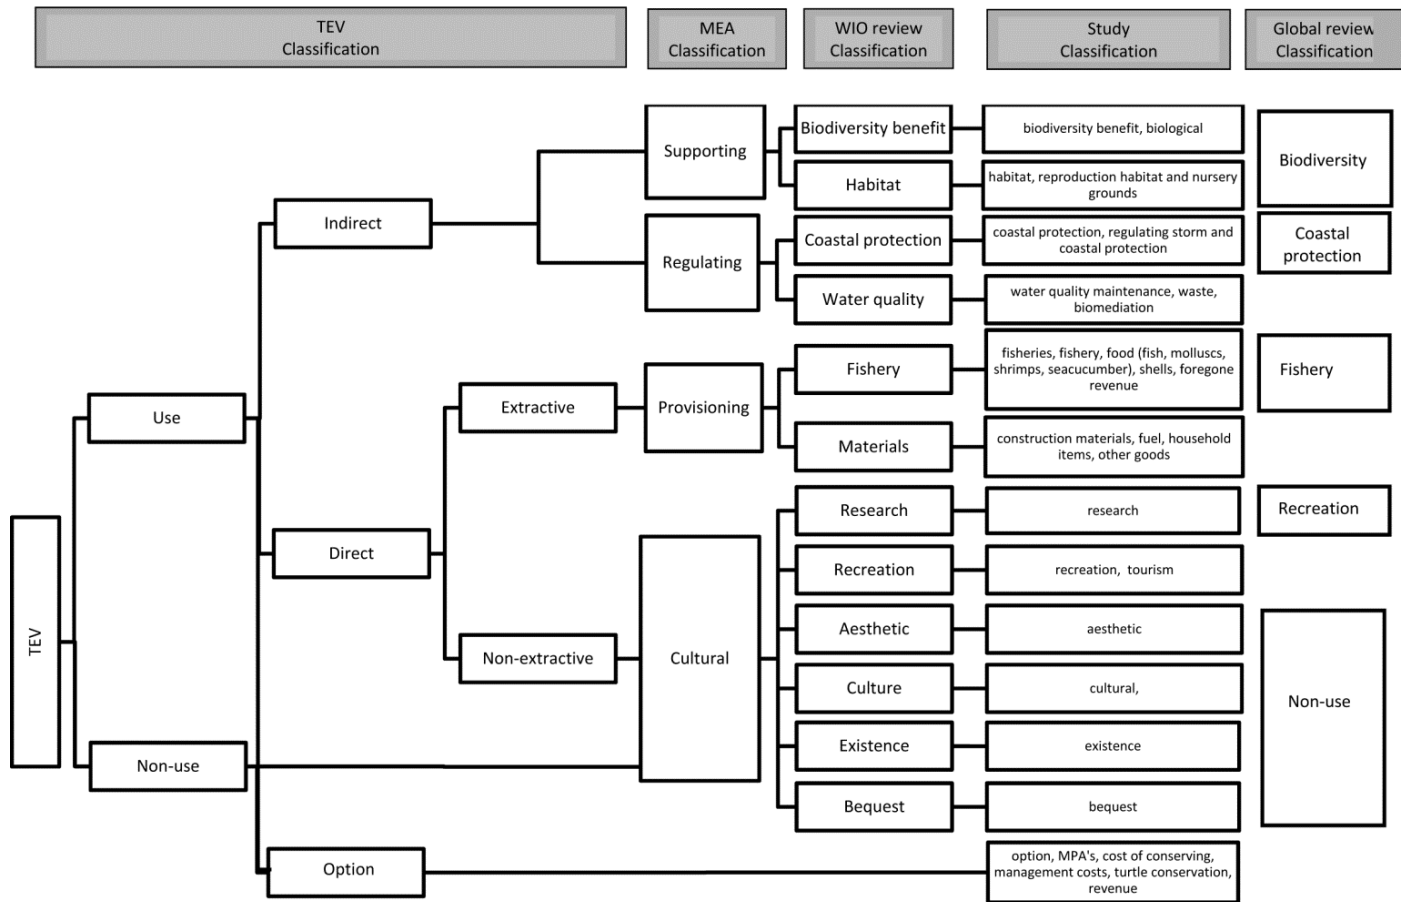 TEV
Classification
MEA
Classification
WIO review
Classification
Study
Classification
Global review
Classification
Supporting
Biodiversity benefit
biodiversity benefit, biological
Biodiversity
Habitat
habitat, reproduction habitat and nursery
grounds
Indirect
Regulating
Coastal protection
coastal protection, regulating storm and
coastal protection
Coastal
protection
Water quality
water quality maintenance, waste,
biomediation
Use
Extractive
Provisioning
Fishery
fisheries, fishery, food (fish, molluscs,
shrimps, seacucumber), shells, foregone
revenue
Fishery
Materials
construction materials, fuel, household
items, other goods
Direct
Research
research
Recreation
Recreation
recreation, tourism
TEV
Non-extractive
Cultural
Aesthetic
aesthetic
Non-use
Culture
cultural,
Non-use
Existence
existence
Bequest
bequest
Option
option, MPA's, cost of conserving,
management costs, turtle conservation,
revenue